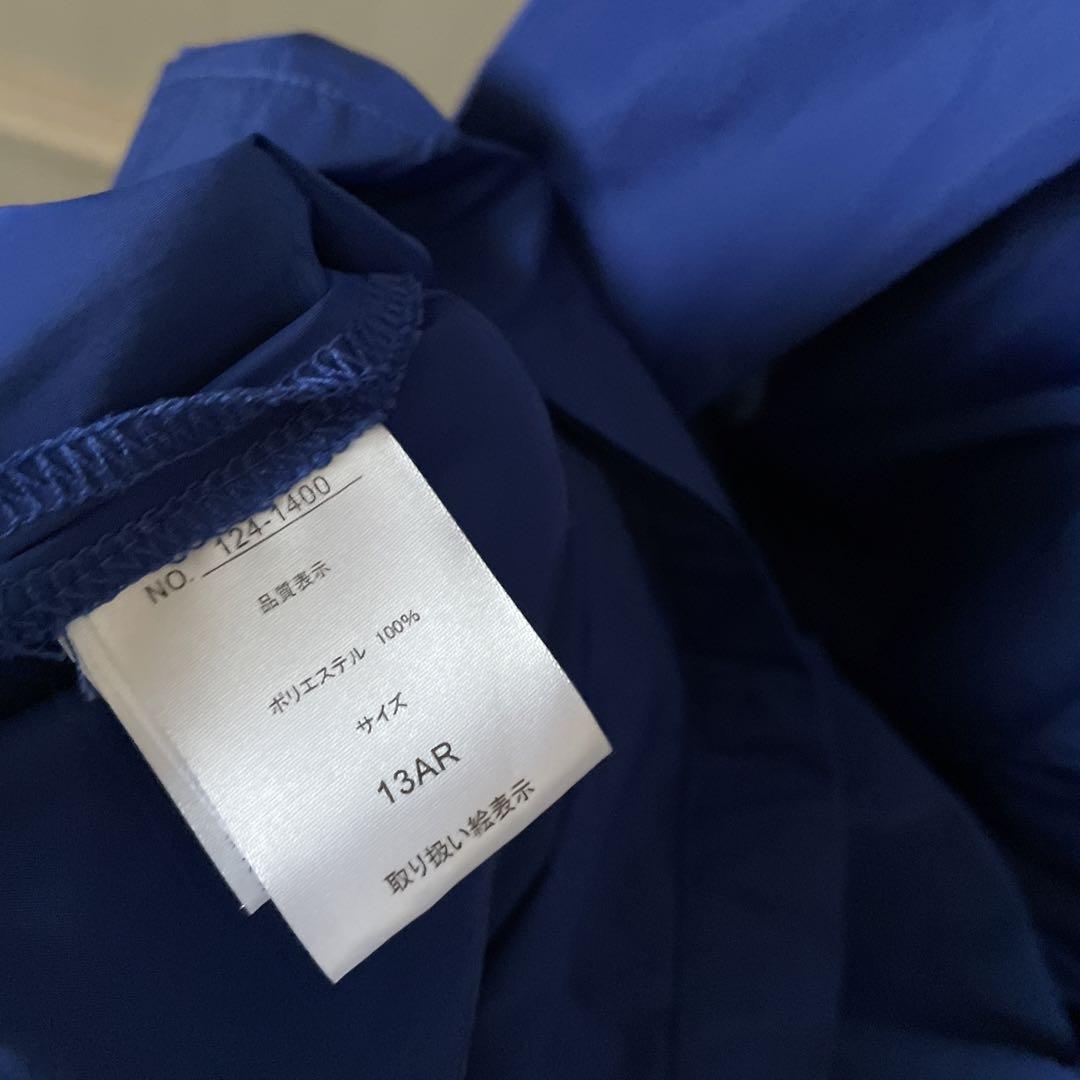 NO. 124-1400
品質表示
ポリエステル 100%
サイズ
13AR
取り扱い絵表示